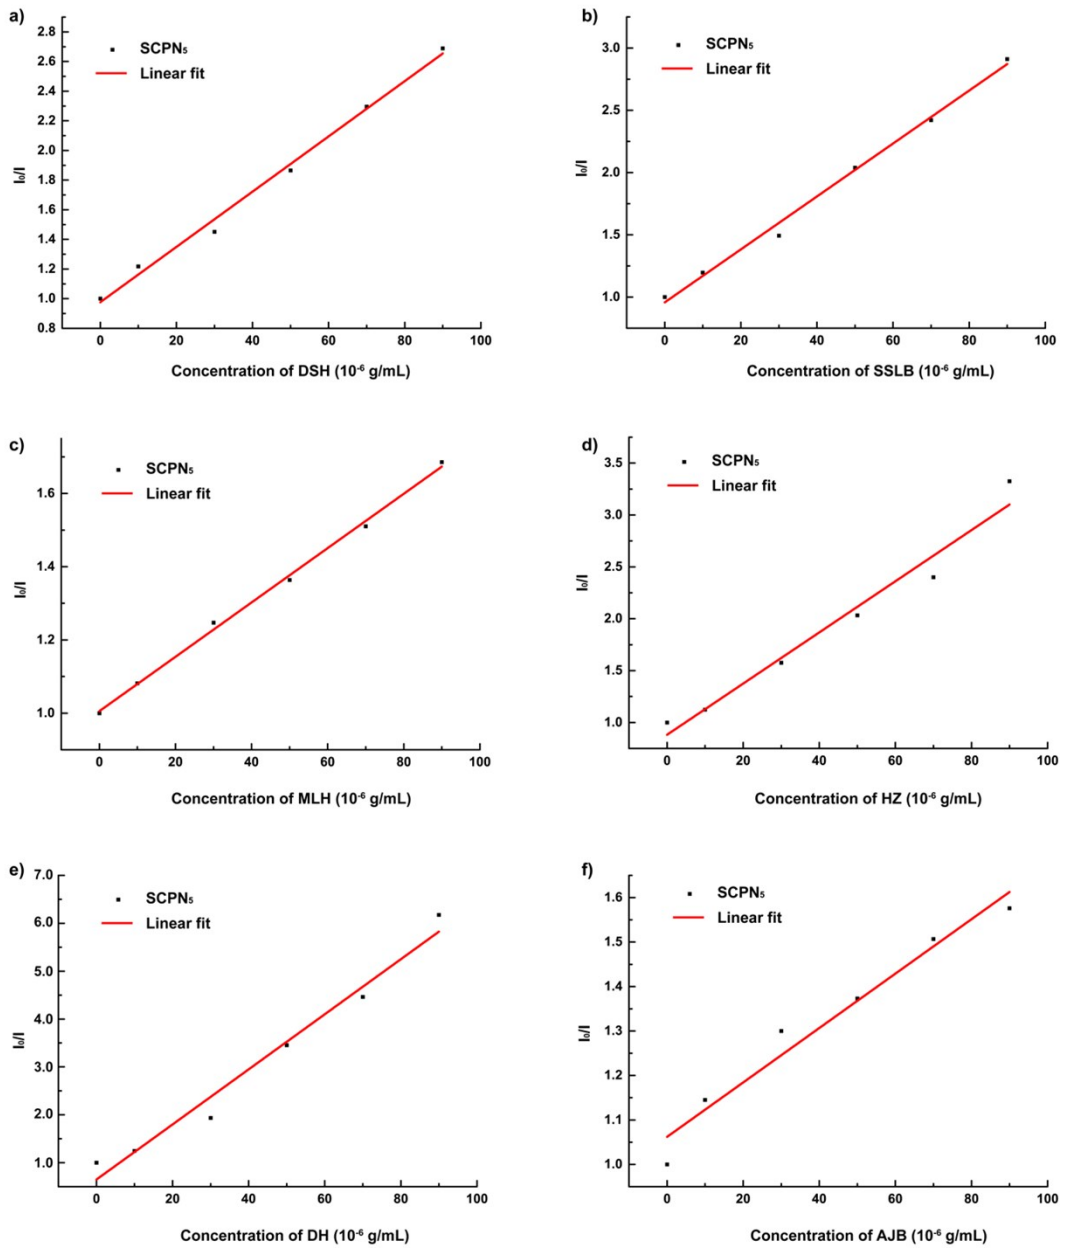 a)
2.8
2.6
2.4
2.2
2.0
1.8
1.6
1.4
1.2
1.0
0.8
I₀/I
SCPN₅
Linear fit
0 20 40 60 80 100
Concentration of DSH (10⁻⁶ g/mL)
b)
3.0
2.5
2.0
1.5
1.0
I₀/I
SCPN₅
Linear fit
0 20 40 60 80 100
Concentration of SSLB (10⁻⁶ g/mL)
c)
1.6
1.4
1.2
1.0
I₀/I
SCPN₅
Linear fit
0 20 40 60 80 100
Concentration of MLH (10⁻⁶ g/mL)
d)
3.5
3.0
2.5
2.0
1.5
1.0
I₀/I
SCPN₅
Linear fit
0 20 40 60 80 100
Concentration of HZ (10⁻⁶ g/mL)
e)
7.0
6.0
5.0
4.0
3.0
2.0
1.0
I₀/I
SCPN₅
Linear fit
0 20 40 60 80 100
Concentration of DH (10⁻⁶ g/mL)
f)
1.6
1.5
1.4
1.3
1.2
1.1
1.0
I₀/I
SCPN₅
Linear fit
0 20 40 60 80 100
Concentration of AJB (10⁻⁶ g/mL)